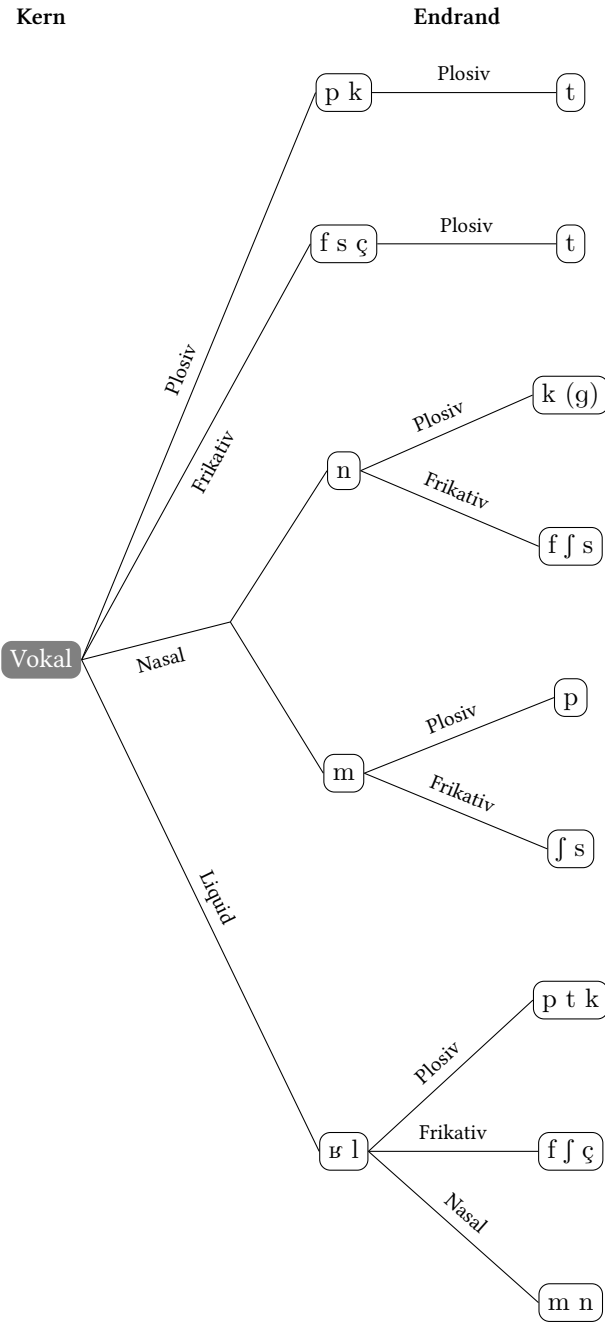 Kern Endrand
Plosiv
p k t
Plosiv
f s ç t
Plosiv
Frikativ
k (g)
Plosiv
n
Frikativ
f ʃ s
Vokal
Nasal
p
Plosiv
m
Frikativ
ʃ s
Liquid
p t k
Plosiv
Frikativ
ʁ l f ʃ ç
Nasal
m n